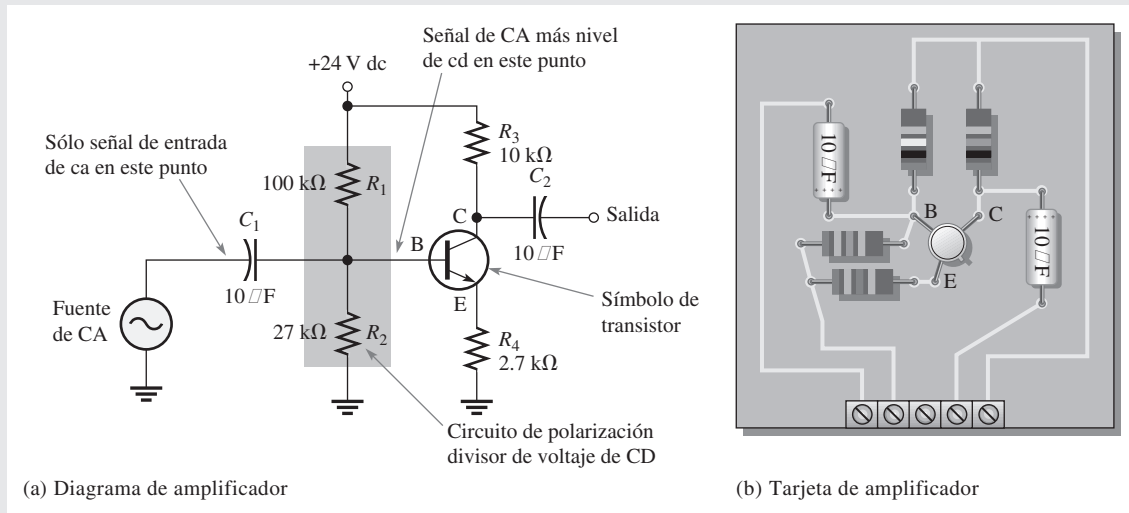 Señal de CA más nivel
de cd en este punto
+24 V dc
Sólo señal de entrada
de ca en este punto
R3
10 kΩ
C2
100 kΩ
R1
C
Salida
C1
B
10 □F
10 □F
E
Símbolo de
transistor
Fuente
de CA
27 kΩ
R2
R4
2.7 kΩ
Circuito de polarización
divisor de voltaje de CD
(a) Diagrama de amplificador
10 □F
B
C
10 □F
E
(b) Tarjeta de amplificador